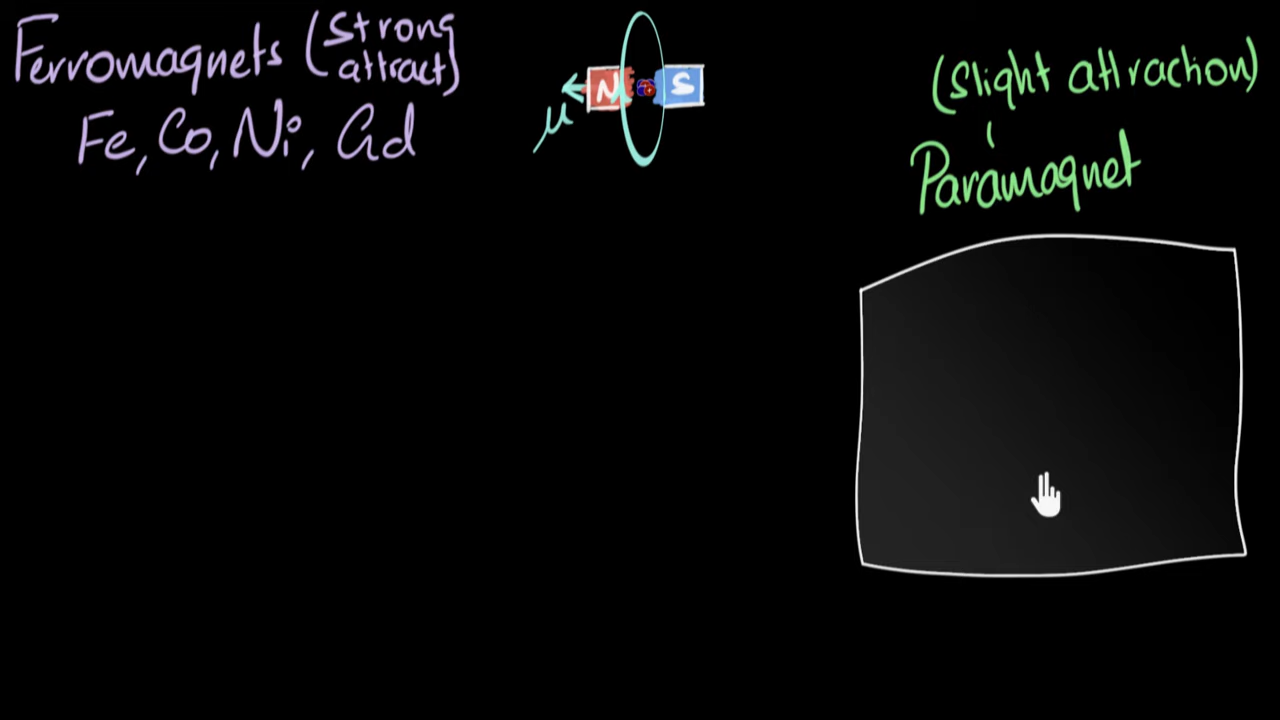 Ferromagnets (Strong attract)
Fe, Co, Ni, Gd
N S
μ
(Slight attraction)
Paramagnet